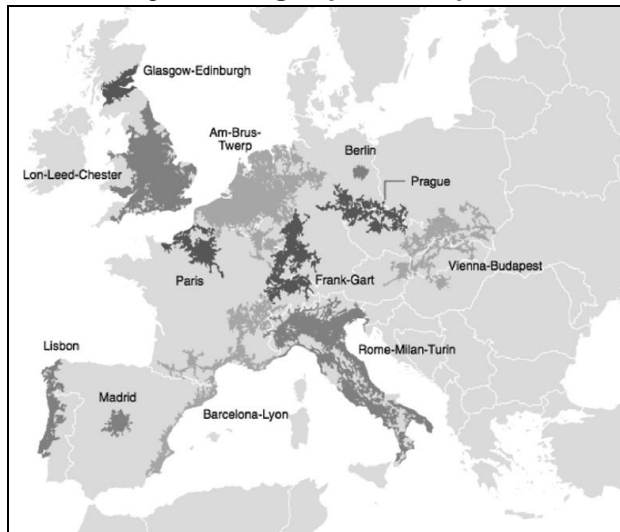 Glasgow-Edinburgh
Am-Brus-
Twerp
Berlin
Lon-Leed-Chester
Prague
Paris
Frank-Gart
Vienna-Budapest
Lisbon
Rome-Milan-Turin
Madrid
Barcelona-Lyon